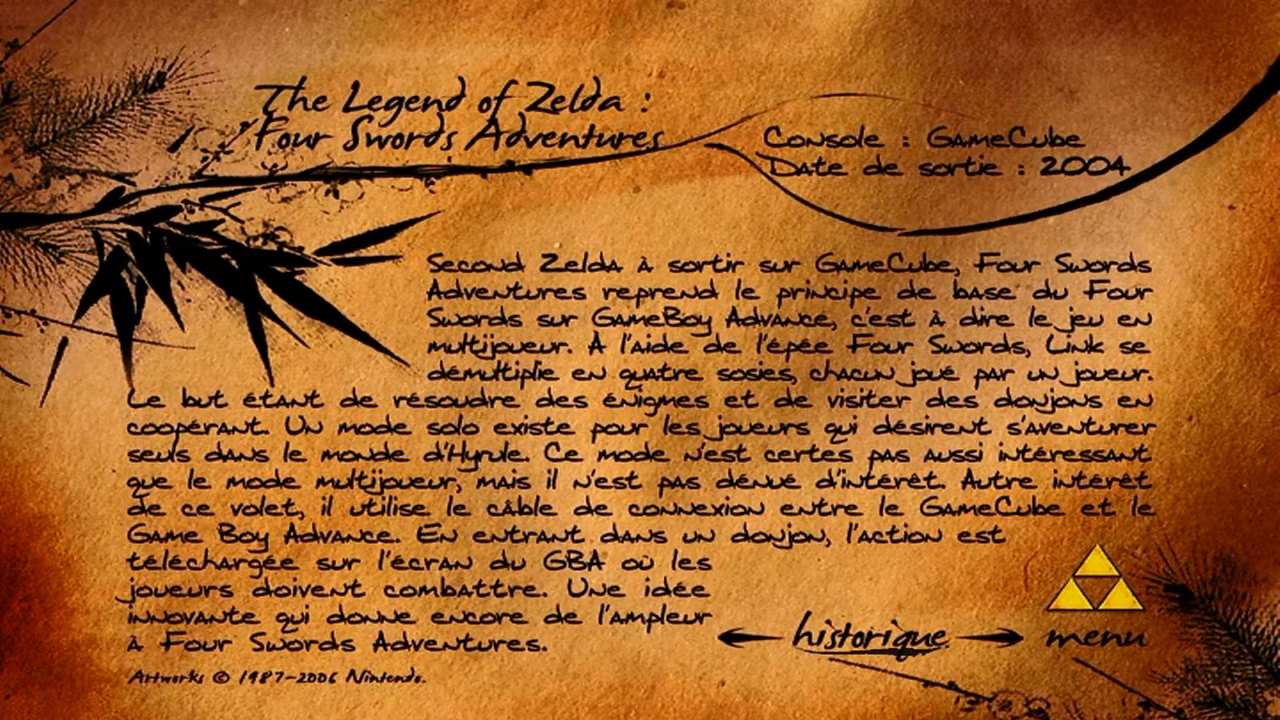 The Legend of Zelda :
Four Swords Adventures
Console : GameCube
Date de sortie : 2004
Second Zelda à sortir sur GameCube, Four Swords
Adventures reprend le principe de base du Four
Swords sur GameBoy Advance, c'est à dire le jeu en
multijoueur. A l'aide de l'épée Four Swords, Link se
démultiplie en quatre sosies, chacun joué par un joueur.
Le but étant de résoudre des énigmes et de visiter des donjons en
coopérant. Un mode solo existe pour les joueurs qui désirent s'aventurer
seuls dans le monde d'Hyrule. Ce mode n'est certes pas aussi intéressant
que le mode multijoueur, mais il n'est pas dénué d'intérêt. Autre intérêt
de ce volet, il utilise le câble de connexion entre le GameCube et le
Game Boy Advance. En entrant dans un donjon, l'action est
téléchargée sur l'écran du GBA où les
joueurs doivent combattre. Une idée
innovante qui donne encore de l'ampleur
à Four Swords Adventures.
historique
menu
Artworks © 1987-2006 Nintendo.